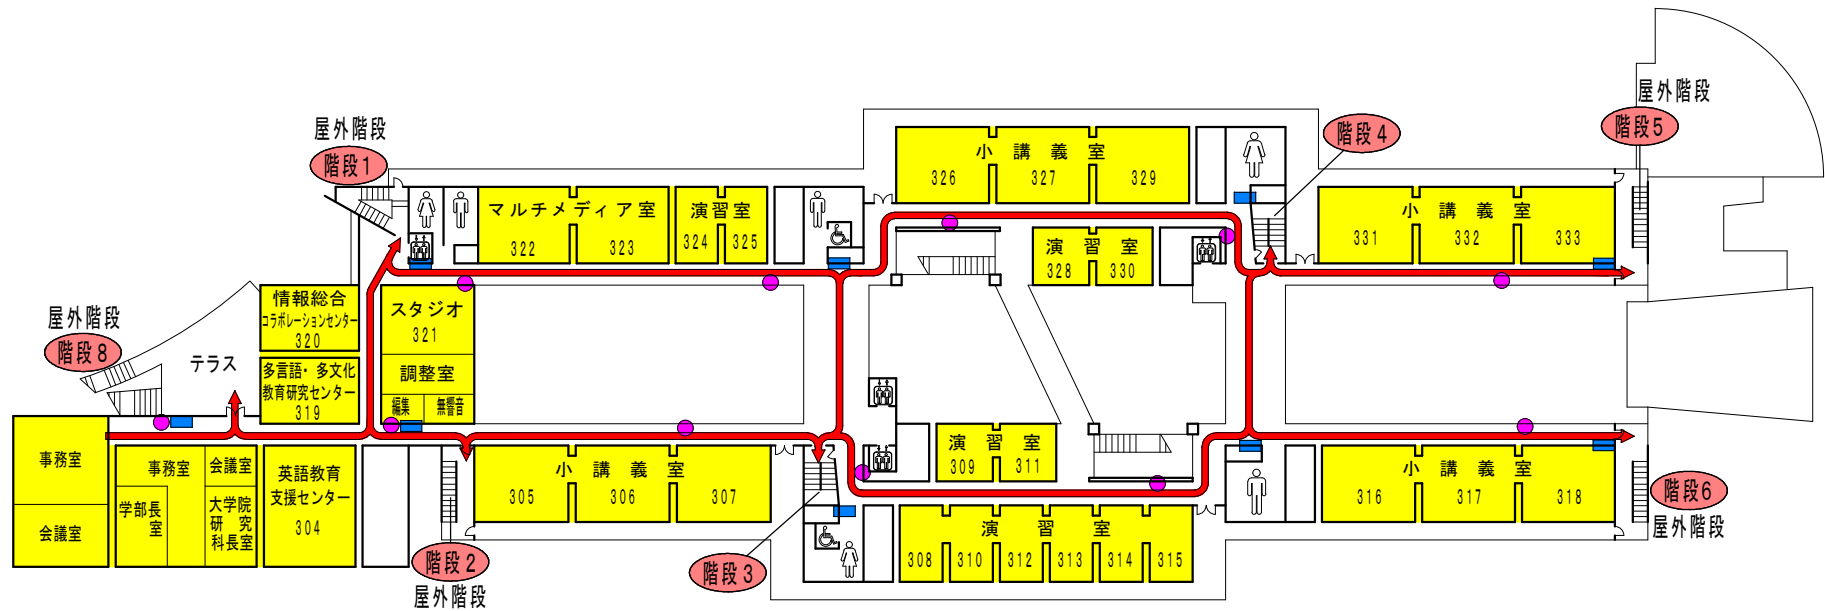 屋外階段
階段1
マルチメディア室
322
323
演習室
324
325
小講義室
326
327
329
階段4
屋外階段
階段5
演習室
328
330
小講義室
331
332
333
屋外階段
階段8
テラス
情報総合
コラボレーションセンター
320
多言語・多文化
教育研究センター
319
スタジオ
321
調整室
編集
無響音
事務室
会議室
事務室
学部長
室
会議室
大学院
研究
科長室
英語教育
支援センター
304
階段2
屋外階段
小講義室
305
306
307
階段3
演習室
309
311
演習室
308
310
312
313
314
315
小講義室
316
317
318
階段6
屋外階段